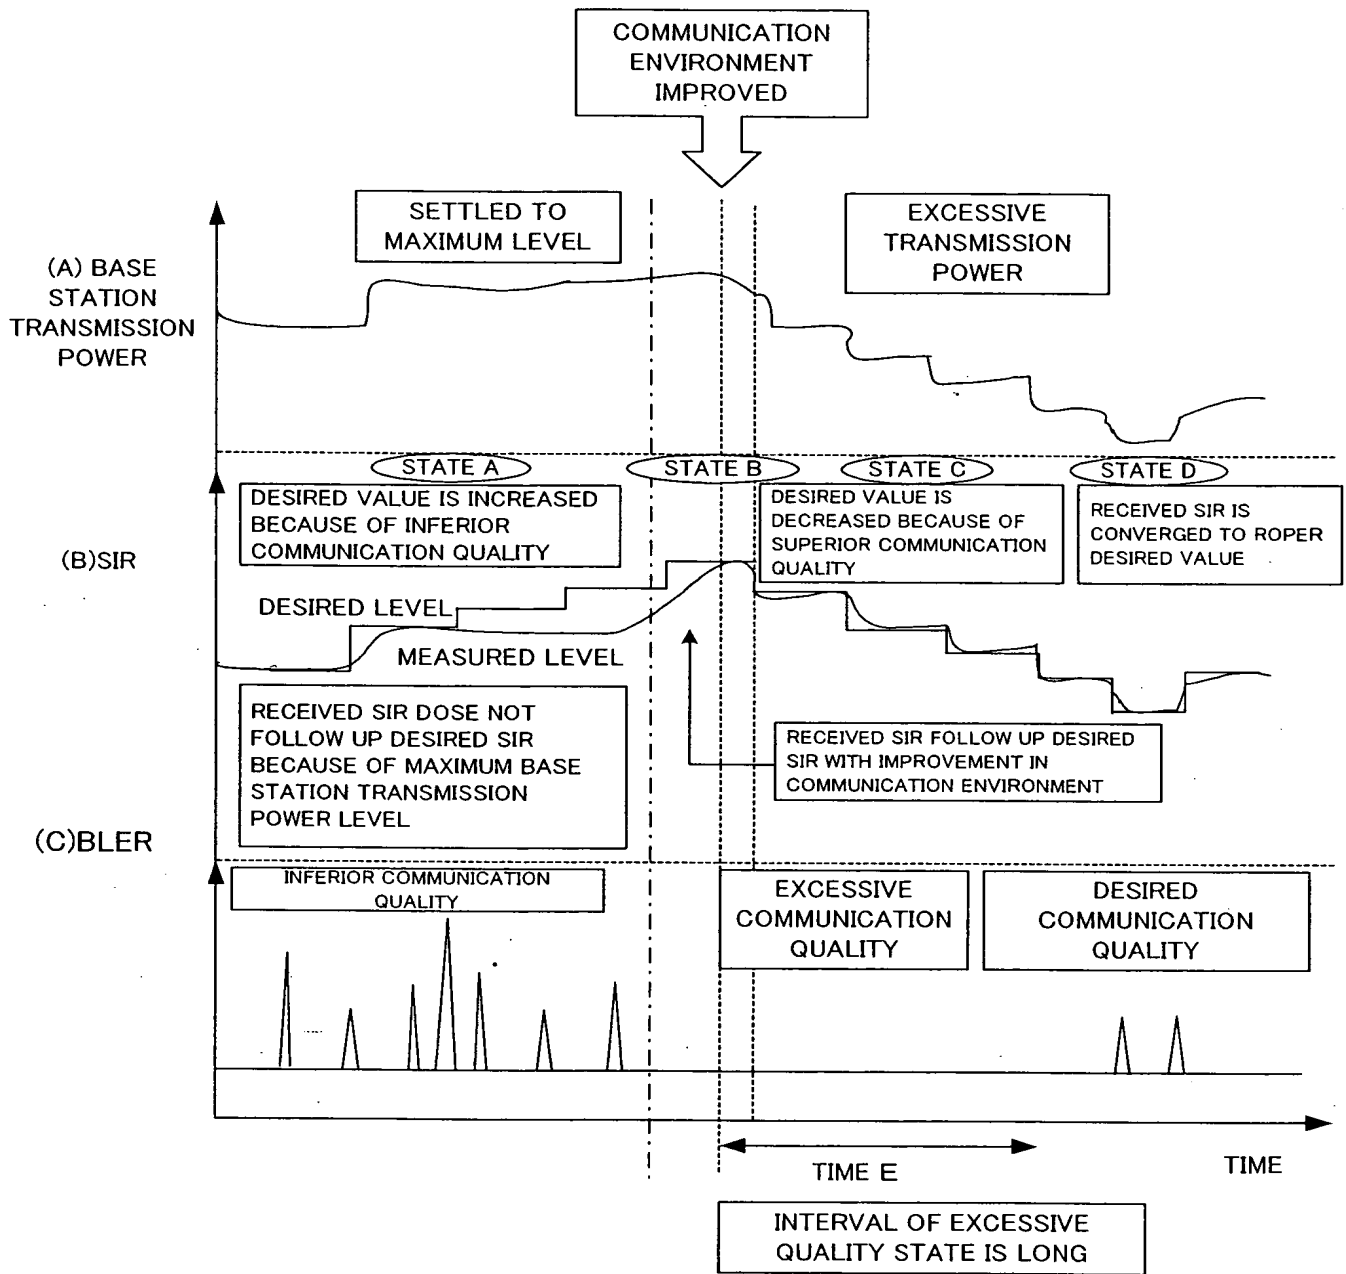 COMMUNICATION
ENVIRONMENT
IMPROVED
SETTLED TO
MAXIMUM LEVEL
EXCESSIVE
TRANSMISSION
POWER
(A) BASE
STATION
TRANSMISSION
POWER
STATE A
STATE B
STATE C
STATE D
DESIRED VALUE IS INCREASED
BECAUSE OF INFERIOR
COMMUNICATION QUALITY
DESIRED VALUE IS
DECREASED BECAUSE OF
SUPERIOR COMMUNICATION
QUALITY
RECEIVED SIR IS
CONVERGED TO ROPER
DESIRED VALUE
(B)SIR
DESIRED LEVEL
MEASURED LEVEL
RECEIVED SIR DOSE NOT
FOLLOW UP DESIRED SIR
BECAUSE OF MAXIMUM BASE
STATION TRANSMISSION
POWER LEVEL
RECEIVED SIR FOLLOW UP DESIRED
SIR WITH IMPROVEMENT IN
COMMUNICATION ENVIRONMENT
(C)BLER
INFERIOR COMMUNICATION
QUALITY
EXCESSIVE
COMMUNICATION
QUALITY
DESIRED
COMMUNICATION
QUALITY
TIME E
TIME
INTERVAL OF EXCESSIVE
QUALITY STATE IS LONG